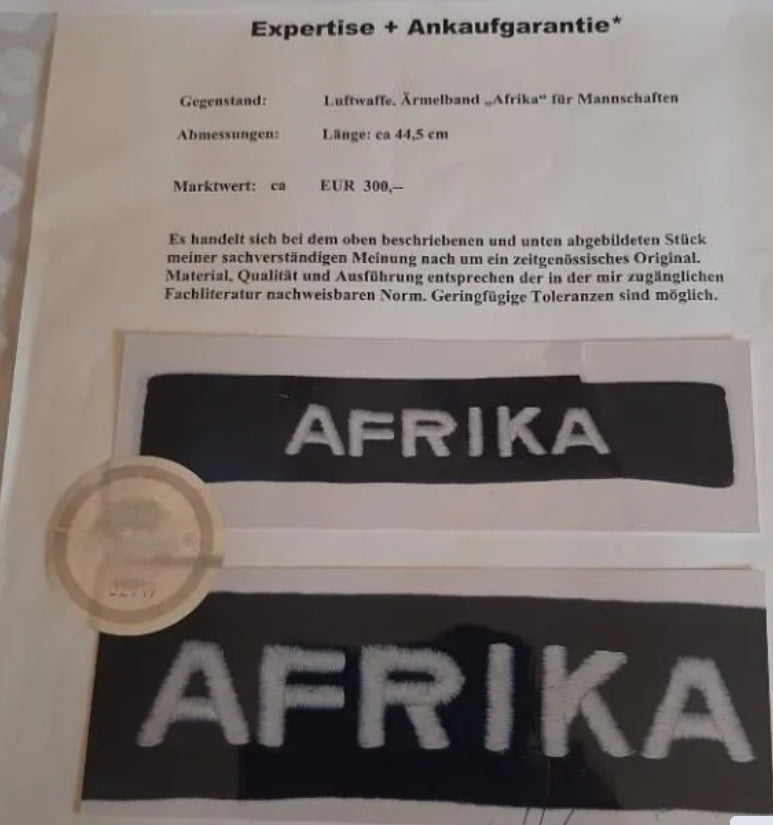 Expertise + Ankaufgarantie*
Gegenstand: Luftwaffe. Ärmelband „Afrika“ für Mannschaften
Abmessungen: Länge: ca 44,5 cm
Marktwert: ca EUR 300,–
Es handelt sich bei dem oben beschriebenen und unten abgebildeten Stück
meiner sachverständigen Meinung nach um ein zeitgenössisches Original.
Material, Qualität und Ausführung entsprechen der in der mir zugänglichen
Fachliteratur nachweisbaren Norm. Geringfügige Toleranzen sind möglich.
AFRIKA
AFRIKA